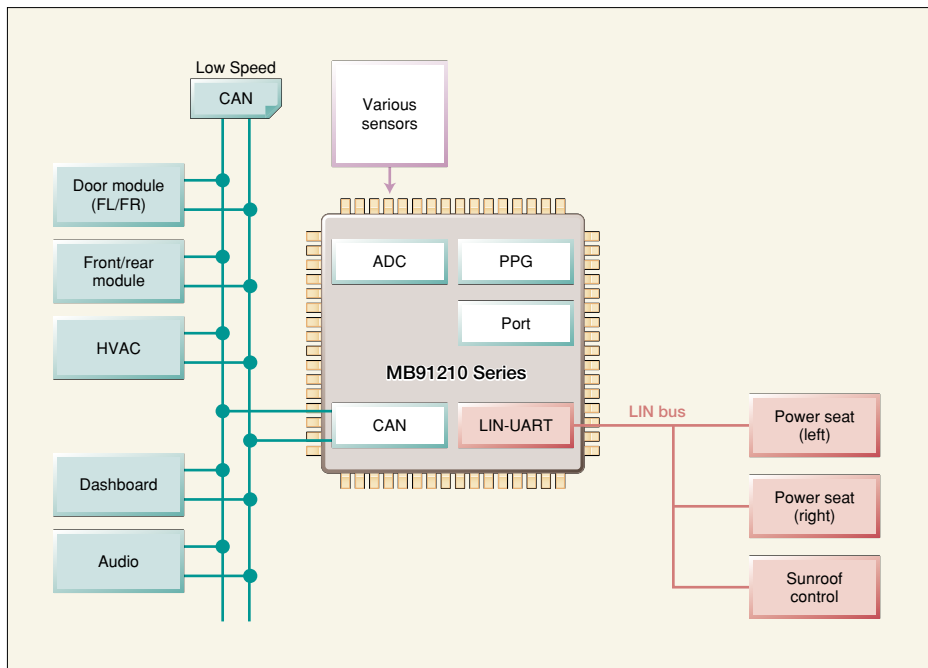 Low Speed
CAN
Various
sensors
Door module
(FL/FR)
Front/rear
module
HVAC
Dashboard
Audio
ADC
PPG
Port
MB91210 Series
CAN
LIN-UART
LIN bus
Power seat
(left)
Power seat
(right)
Sunroof
control